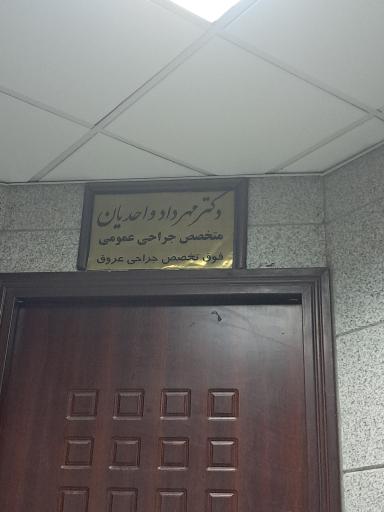 دکتر مهرداد واحدیان
متخصص جراحی عمومی
فوق تخصص جراحی عروق